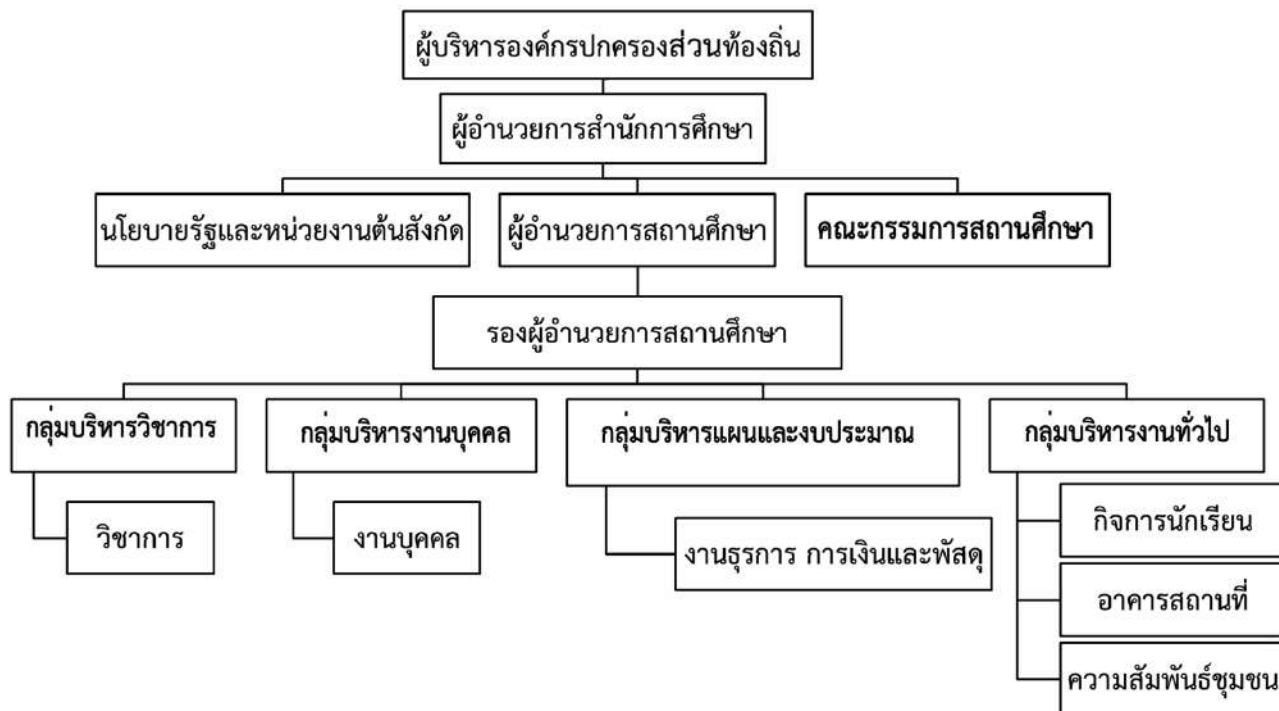 ผู้บริหารองค์กรปกครองส่วนท้องถิ่น
ผู้อำนวยการสำนักการศึกษา
นโยบายรัฐและหน่วยงานต้นสังกัด
ผู้อำนวยการสถานศึกษา
คณะกรรมการสถานศึกษา
รองผู้อำนวยการสถานศึกษา
กลุ่มบริหารวิชาการ
กลุ่มบริหารงานบุคคล
กลุ่มบริหารแผนและงบประมาณ
กลุ่มบริหารงานทั่วไป
วิชาการ
งานบุคคล
งานธุรการ การเงินและพัสดุ
กิจการนักเรียน
อาคารสถานที่
ความสัมพันธ์ชุมชน